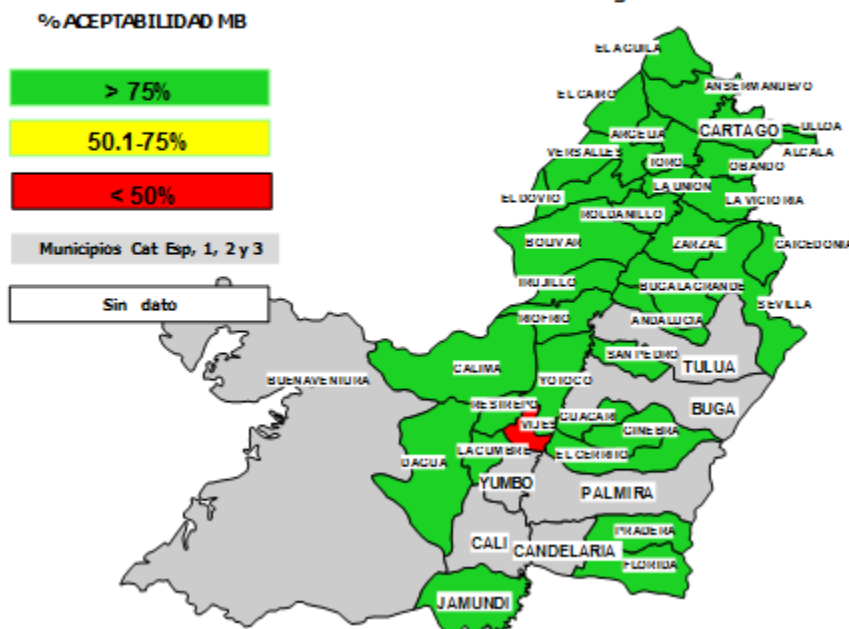 % ACEPTABILIDAD MB
> 75%
50.1-75%
< 50%
Municipios Cat Esp, 1, 2 y 3
Sin dato
EL AGUILA
ANSERMANUEVO
EL CAIRO
ARGELIA
CARTAGO
ULLOA
ALCALA
VERSALLES
TORO
OBANDO
LA UNION
EL DOVIO
LA VICTORIA
ROLDANILLO
BOLIVAR
ZARZAL
CAICEDONIA
TRUJILLO
BUGALAGRANDE
SEVILLA
RIOFRIO
ANDALUCIA
SAN PEDRO
TULUA
CALIMA
YOTOCO
BUENAVENTURA
RESTREPO
GUACARI
BUGA
VIJES
GINEBRA
LA CUMBRE
EL CERRITO
DAGUA
YUMBO
PALMIRA
PRADERA
CALI
CANDELARIA
FLORIDA
JAMUNDI